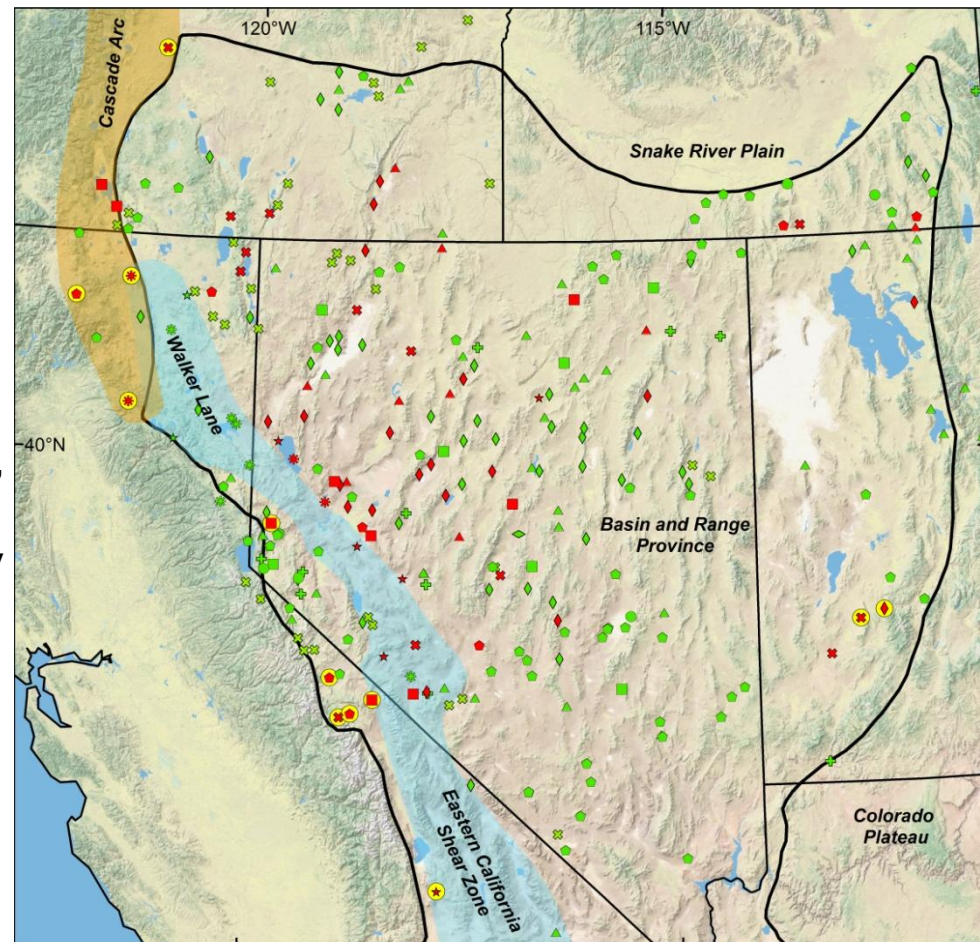 120°W
115°W
Cascade Arc
Snake River Plain
Walker Lane
40°N
Basin and Range
Province
Eastern California
Shear Zone
Colorado
Plateau